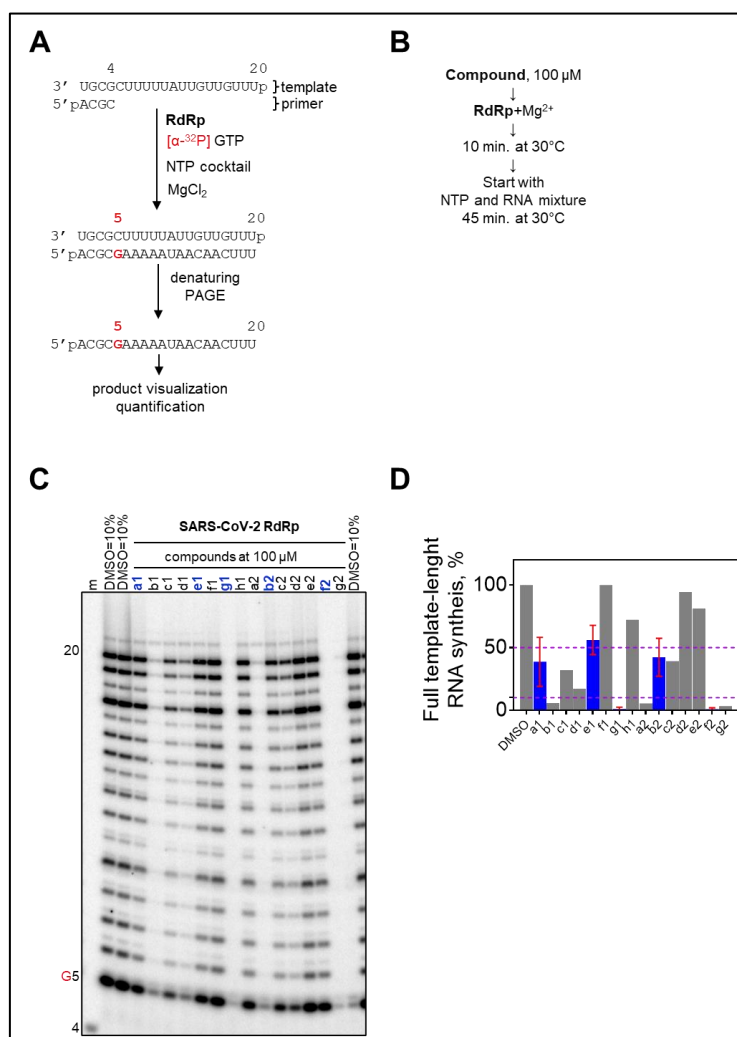 A
4 20
3' UGCGCUUUUUAUUGUUGUUUp }template
5'pACGC }primer
RdRp
[α-³²P] GTP
NTP cocktail
MgCl₂
5 20
3' UGCGCUUUUUAUUGUUGUUUp
5'pACGCGAAAAAUAACAACUUU
denaturing
PAGE
5 20
5'pACGCGAAAAAUAACAACUUU
product visualization
quantification
B
Compound, 100 µM
↓
RdRp+Mg²⁺
↓
10 min. at 30°C
↓
Start with
NTP and RNA mixture
45 min. at 30°C
C
SARS-CoV-2 RdRp
compounds at 100 µM
m DMSO=10% DMSO=10% a1 b1 c1 d1 e1 f1 g1 h1 a2 b2 c2 d2 e2 f2 g2 DMSO=10%
20
G5
4
D
Full template-lenght
RNA syntheis, %
100
50
0
DMSO a1 b1 c1 d1 e1 f1 g1 h1 a2 b2 c2 d2 e2 f2 g2